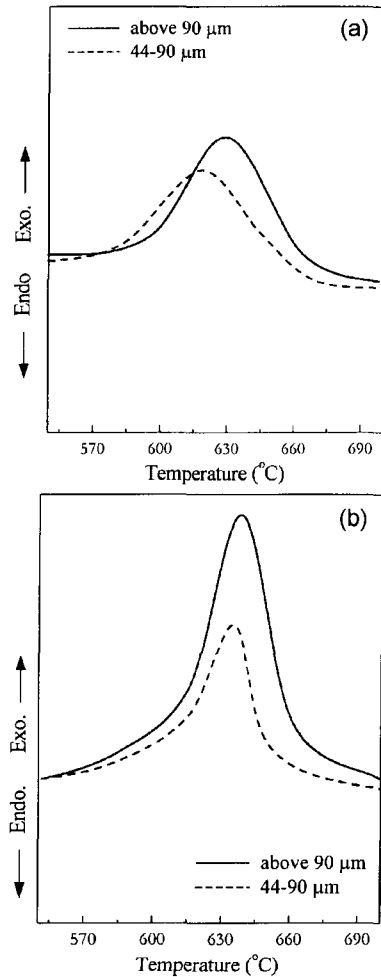 (a)
above 90 μm
44-90 μm
Endo Exo.
570 600 630 660 690
Temperature (°C)
(b)
Endo. Exo.
above 90 μm
44-90 μm
570 600 630 660 690
Temperature (°C)